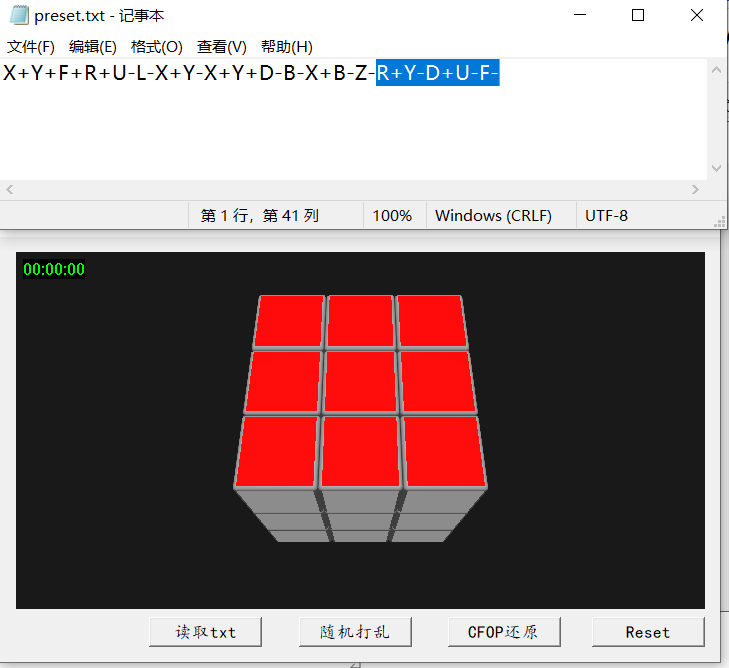 preset.txt - 记事本
文件(F) 编辑(E) 格式(O) 查看(V) 帮助(H)
X+Y+F+R+U-L-X+Y-X+Y+D-B-X+B-Z-R+Y-D+U-F-
第 1 行，第 41 列 100% Windows (CRLF) UTF-8
00:00:00
读取txt 随机打乱 CFOP还原 Reset